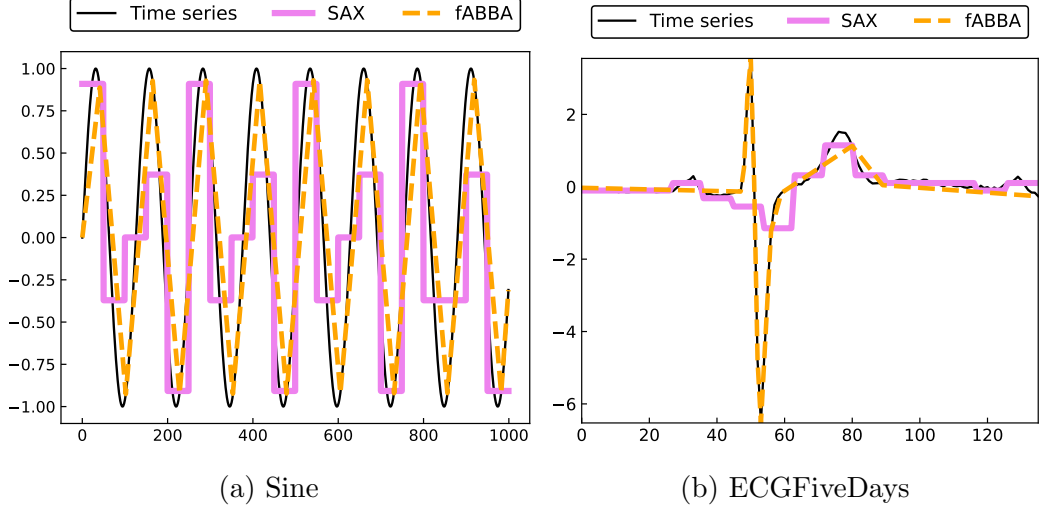 Time series SAX fABBA
1.00
0.75
0.50
0.25
0.00
−0.25
−0.50
−0.75
−1.00
0 200 400 600 800 1000
(a) Sine
Time series SAX fABBA
2
0
−2
−4
−6
0 20 40 60 80 100 120
(b) ECGFiveDays